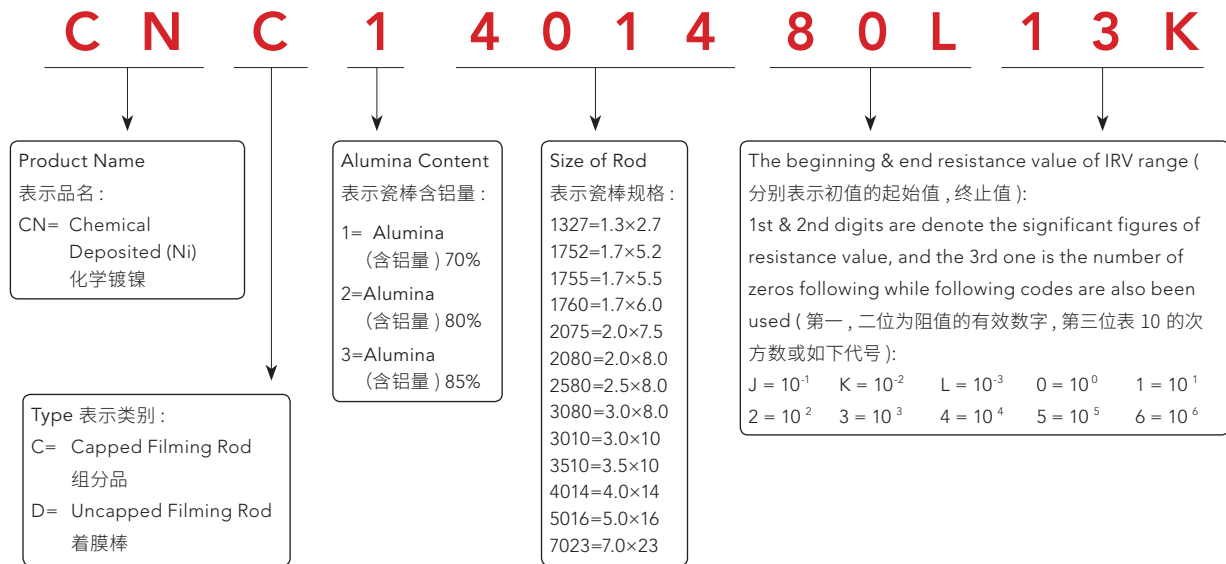 C N C 1 4 0 1 4 8 0 L 1 3 K
Product Name
表示品名 :
CN= Chemical
Deposited (Ni)
化学镀镍
Type 表示类别 :
C= Capped Filming Rod
组分品
D= Uncapped Filming Rod
着膜棒
Alumina Content
表示瓷棒含铝量 :
1= Alumina
(含铝量 ) 70%
2=Alumina
(含铝量 ) 80%
3=Alumina
(含铝量 ) 85%
Size of Rod
表示瓷棒规格 :
1327=1.3×2.7
1752=1.7×5.2
1755=1.7×5.5
1760=1.7×6.0
2075=2.0×7.5
2080=2.0×8.0
2580=2.5×8.0
3080=3.0×8.0
3010=3.0×10
3510=3.5×10
4014=4.0×14
5016=5.0×16
7023=7.0×23
The beginning & end resistance value of IRV range (
分别表示初值的起始值 , 终止值 ):
1st & 2nd digits are denote the significant figures of
resistance value, and the 3rd one is the number of
zeros following while following codes are also been
used ( 第一 , 二位为阻值的有效数字 , 第三位表 10 的次
方数或如下代号 ):
J = 10⁻¹ K = 10⁻² L = 10⁻³ 0 = 10⁰ 1 = 10¹
2 = 10² 3 = 10³ 4 = 10⁴ 5 = 10⁵ 6 = 10⁶